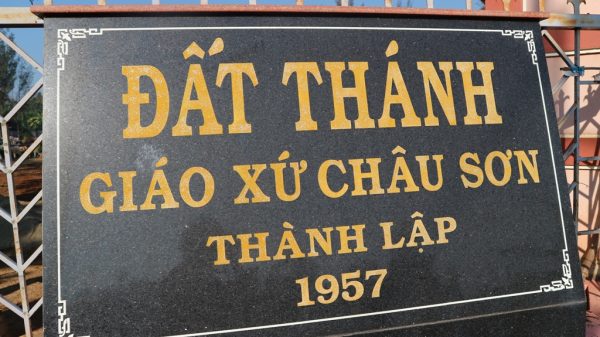 ĐẤT THÁNH
GIÁO XỨ CHÂU SƠN
THÀNH LẬP
1957